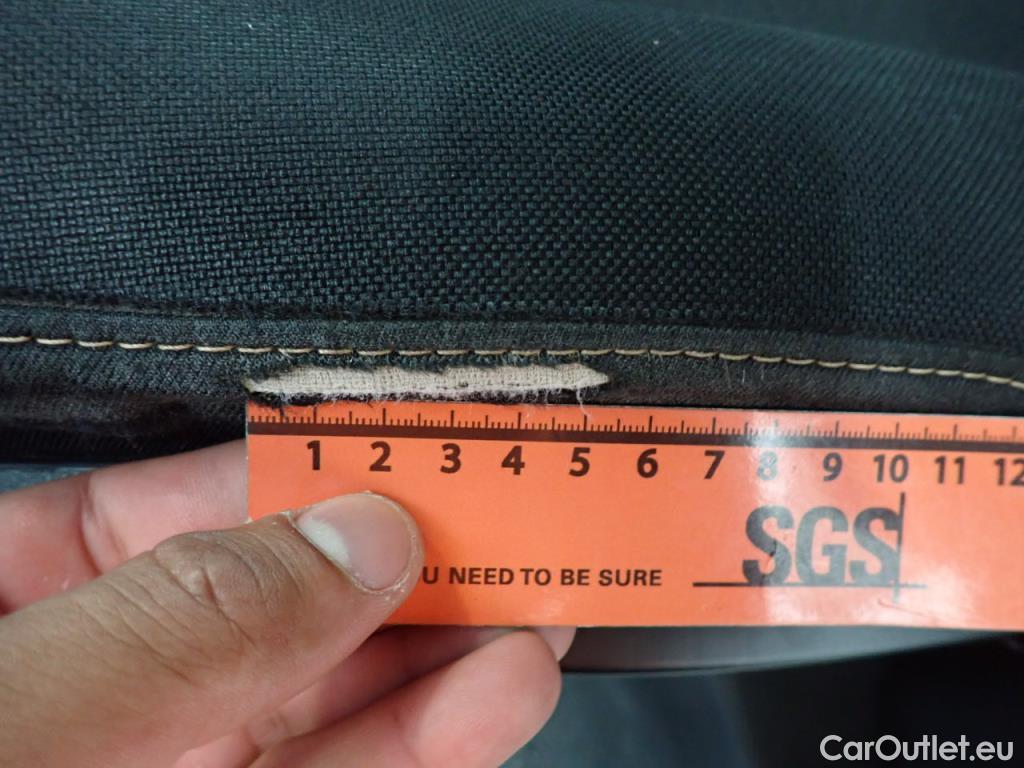 1 2 3 4 5 6 7 8 9 10 11 12
U NEED TO BE SURE
SGS
CarOutlet.eu